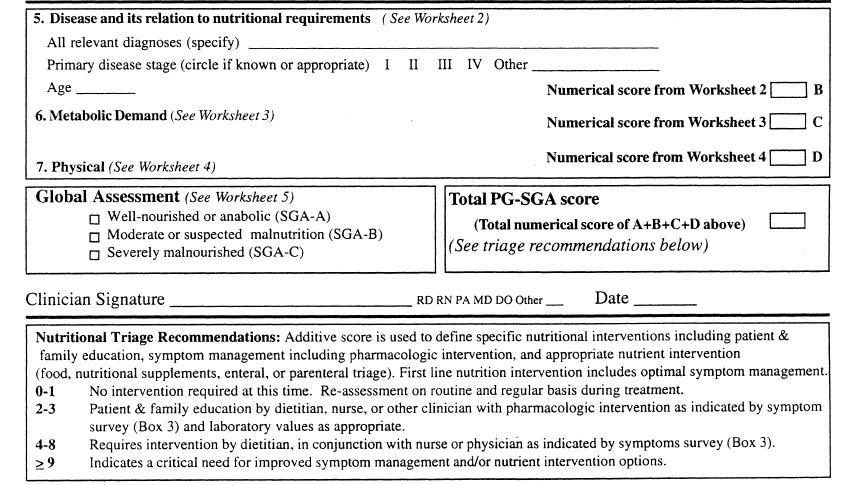 5. Disease and its relation to nutritional requirements ( See Worksheet 2)
All relevant diagnoses (specify) ____________________
Primary disease stage (circle if known or appropriate) I II III IV Other ____________
Age ______
Numerical score from Worksheet 2 B
6. Metabolic Demand (See Worksheet 3)
Numerical score from Worksheet 3 C
7. Physical (See Worksheet 4)
Numerical score from Worksheet 4 D
Global Assessment (See Worksheet 5)
□ Well-nourished or anabolic (SGA-A)
□ Moderate or suspected malnutrition (SGA-B)
□ Severely malnourished (SGA-C)
Total PG-SGA score
(Total numerical score of A+B+C+D above)
(See triage recommendations below)
Clinician Signature ____________________ RD RN PA MD DO Other ___ Date ______
Nutritional Triage Recommendations: Additive score is used to define specific nutritional interventions including patient &
family education, symptom management including pharmacologic intervention, and appropriate nutrient intervention
(food, nutritional supplements, enteral, or parenteral triage). First line nutrition intervention includes optimal symptom management.
0-1 No intervention required at this time. Re-assessment on routine and regular basis during treatment.
2-3 Patient & family education by dietitian, nurse, or other clinician with pharmacologic intervention as indicated by symptom
survey (Box 3) and laboratory values as appropriate.
4-8 Requires intervention by dietitian, in conjunction with nurse or physician as indicated by symptoms survey (Box 3).
≥ 9 Indicates a critical need for improved symptom management and/or nutrient intervention options.